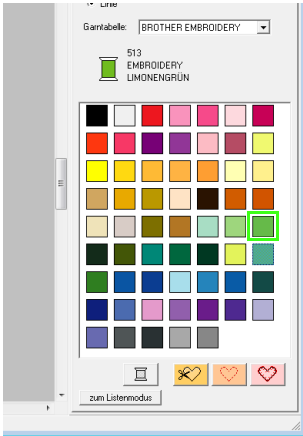 Linie
Garntabelle: BROTHER EMBROIDERY
513
EMBROIDERY
LIMONENGRÜN
zum Listenmodus